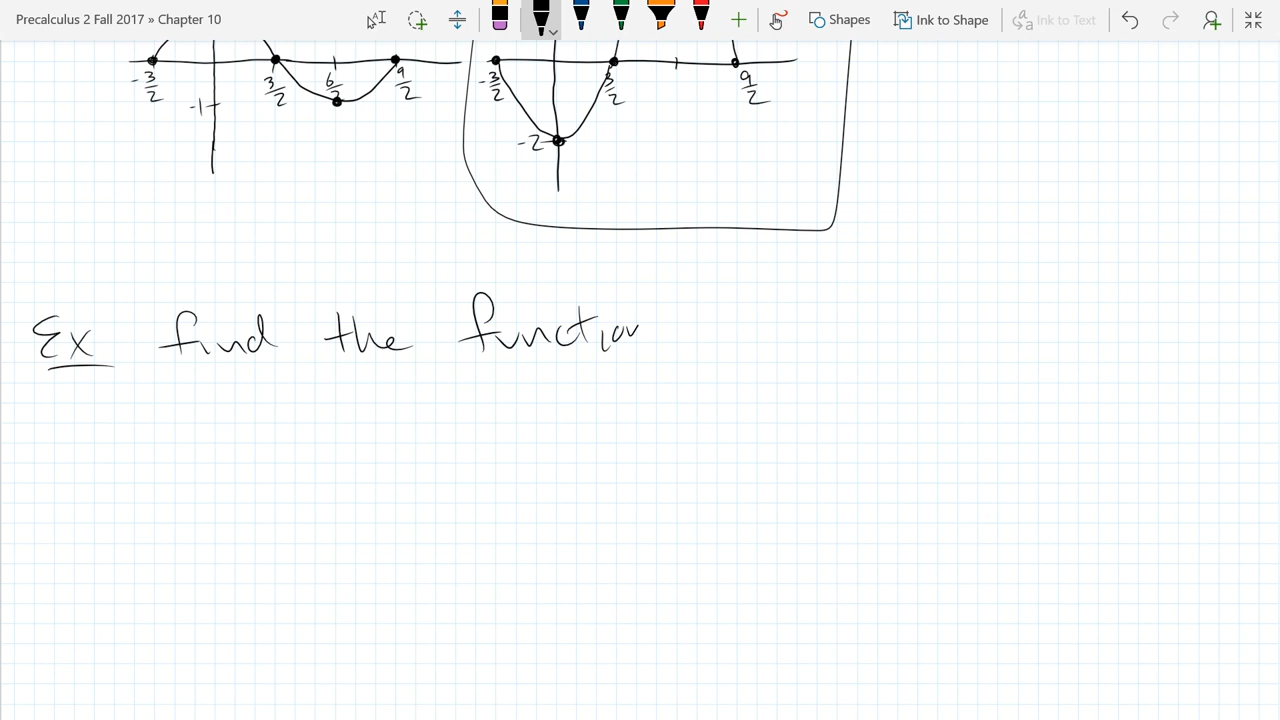 Precalculus 2 Fall 2017 » Chapter 10
Shapes
Ink to Shape
Ink to Text
-3/2
3/2
6/2
9/2
-1
-3/2
3/2
9/2
-2
Ex find the function